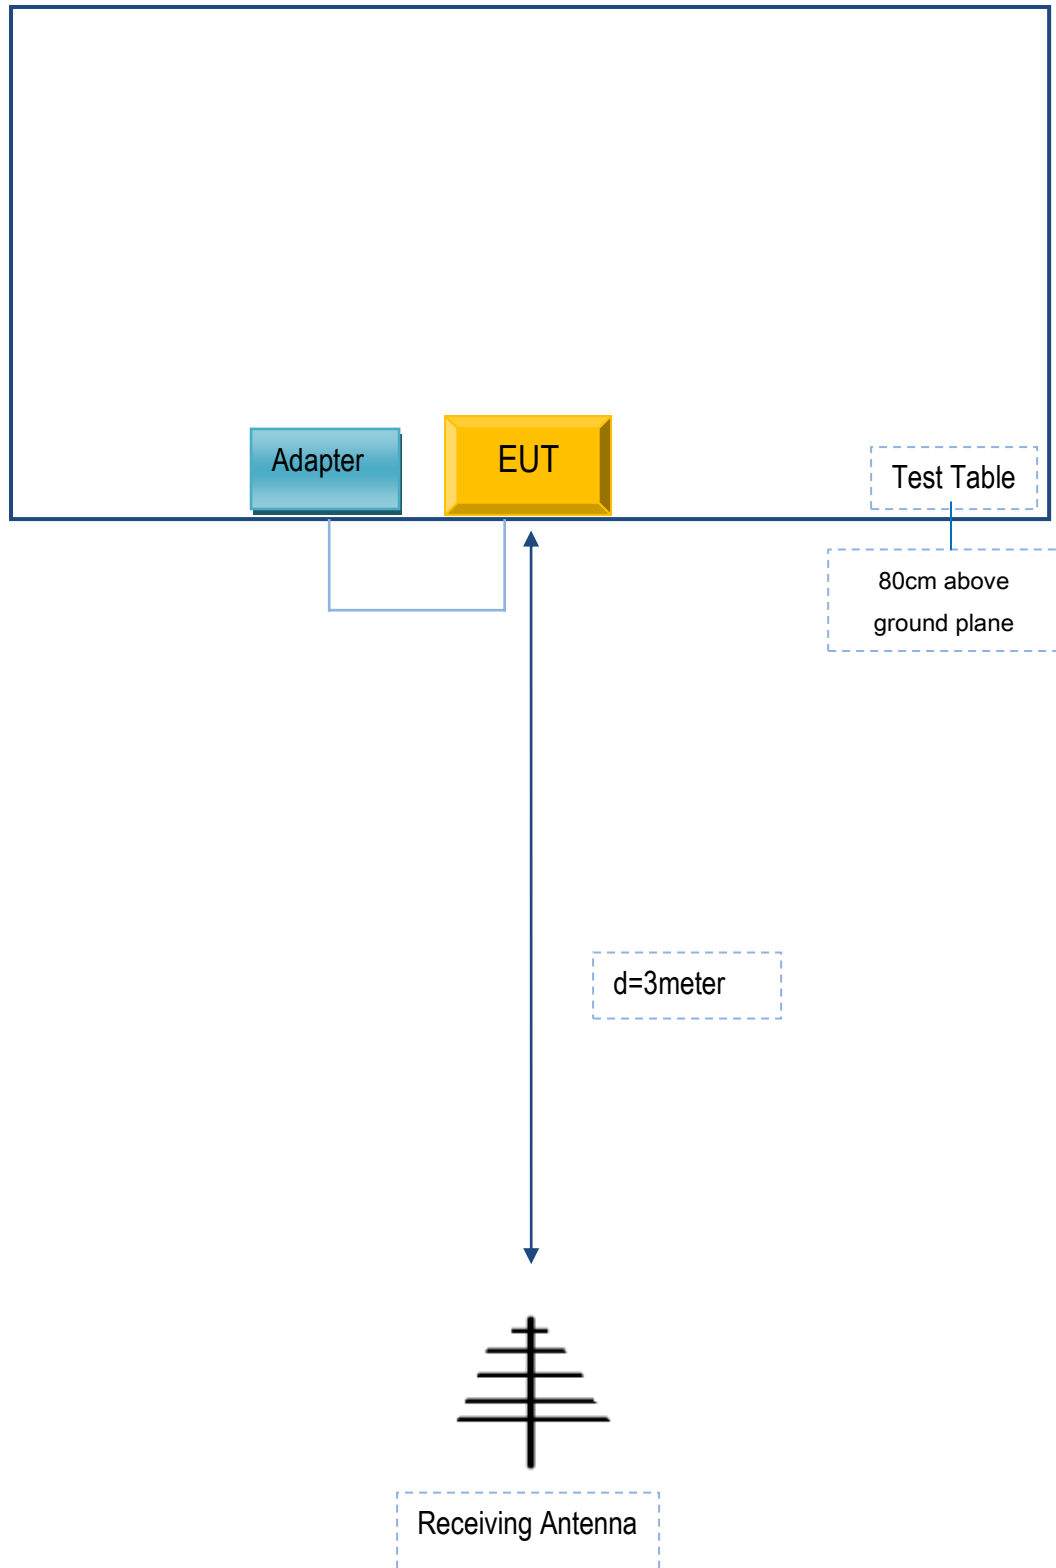 Adapter
EUT
Test Table
80cm above
ground plane
d=3meter
Receiving Antenna